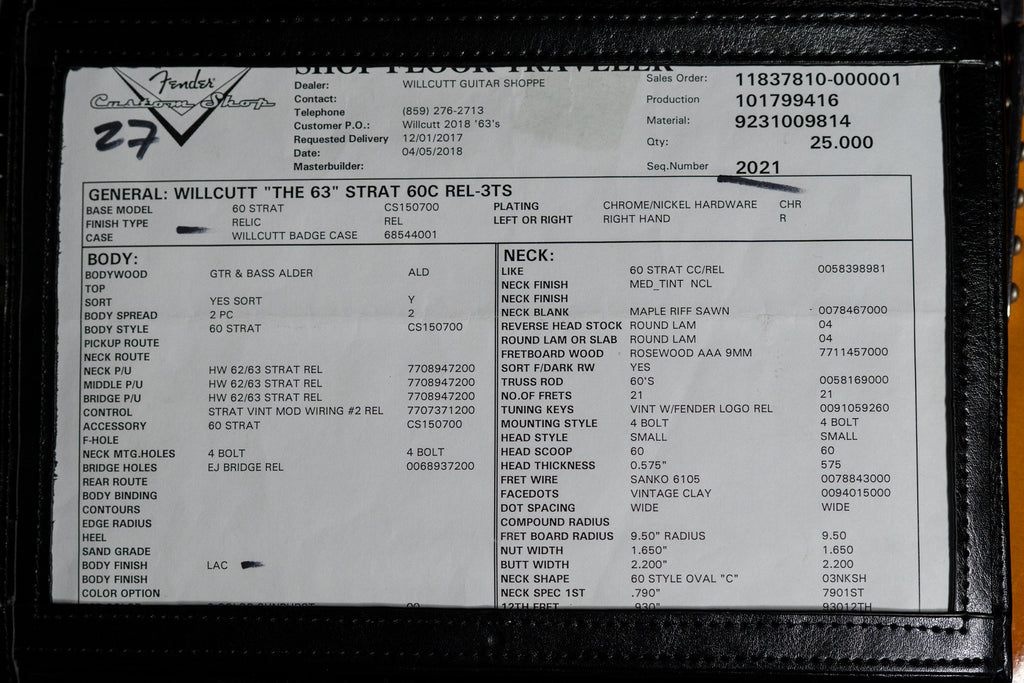 SHOP FLOOR TRAVELER
Fender
Custom Shop
27
Dealer: WILLCUTT GUITAR SHOPPE
Contact:
Telephone (859) 276-2713
Customer P.O.: Willcutt 2018 '63's
Requested Delivery 12/01/2017
Date: 04/05/2018
Masterbuilder:
Sales Order: 11837810-000001
Production 101799416
Material: 9231009814
Qty: 25.000
Seq.Number 2021
GENERAL: WILLCUTT "THE 63" STRAT 60C REL-3TS
BASE MODEL 60 STRAT CS150700 PLATING CHROME/NICKEL HARDWARE CHR
FINISH TYPE RELIC REL LEFT OR RIGHT RIGHT HAND R
CASE WILLCUTT BADGE CASE 68544001
BODY:
BODYWOOD GTR & BASS ALDER ALD
TOP
SORT YES SORT Y
BODY SPREAD 2 PC 2
BODY STYLE 60 STRAT CS150700
PICKUP ROUTE
NECK ROUTE
NECK P/U HW 62/63 STRAT REL 7708947200
MIDDLE P/U HW 62/63 STRAT REL 7708947200
BRIDGE P/U HW 62/63 STRAT REL 7708947200
CONTROL STRAT VINT MOD WIRING #2 REL 7707371200
ACCESSORY 60 STRAT CS150700
F-HOLE
NECK MTG.HOLES 4 BOLT 4 BOLT
BRIDGE HOLES EJ BRIDGE REL 0068937200
REAR ROUTE
BODY BINDING
CONTOURS
EDGE RADIUS
HEEL
SAND GRADE
BODY FINISH LAC
BODY FINISH
COLOR OPTION
NECK:
LIKE 60 STRAT CC/REL 0058398981
NECK FINISH MED_TINT NCL
NECK FINISH
NECK BLANK MAPLE RIFF SAWN 0078467000
REVERSE HEAD STOCK ROUND LAM 04
ROUND LAM OR SLAB ROUND LAM 04
FRETBOARD WOOD ROSEWOOD AAA 9MM 7711457000
SORT F/DARK RW YES
TRUSS ROD 60'S 0058169000
NO.OF FRETS 21 21
TUNING KEYS VINT W/FENDER LOGO REL 0091059260
MOUNTING STYLE 4 BOLT 4 BOLT
HEAD STYLE SMALL SMALL
HEAD SCOOP 60 60
HEAD THICKNESS 0.575" 575
FRET WIRE SANKO 6105 0078843000
FACEDOTS VINTAGE CLAY 0094015000
DOT SPACING WIDE WIDE
COMPOUND RADIUS
FRET BOARD RADIUS 9.50" RADIUS 9.50
NUT WIDTH 1.650" 1.650
BUTT WIDTH 2.200" 2.200
NECK SHAPE 60 STYLE OVAL "C" 03NKSH
NECK SPEC 1ST .790" 7901ST
12TH FRET .930" 93012TH